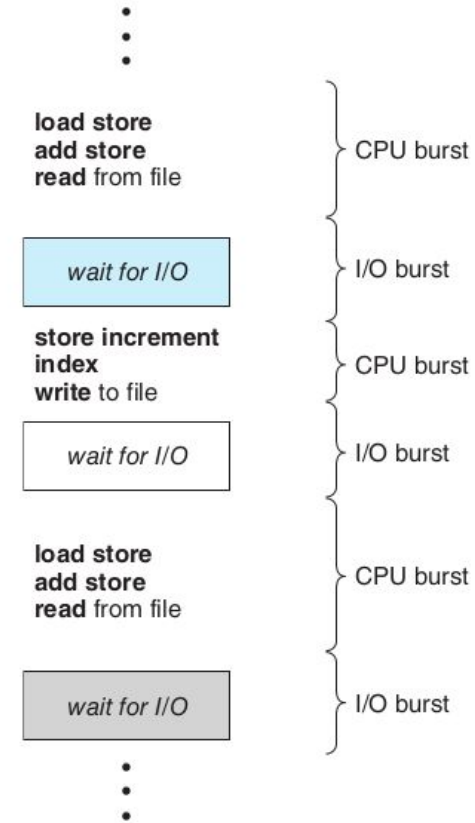 load store
add store
read from file
CPU burst
wait for I/O
I/O burst
store increment
index
write to file
CPU burst
wait for I/O
I/O burst
load store
add store
read from file
CPU burst
wait for I/O
I/O burst